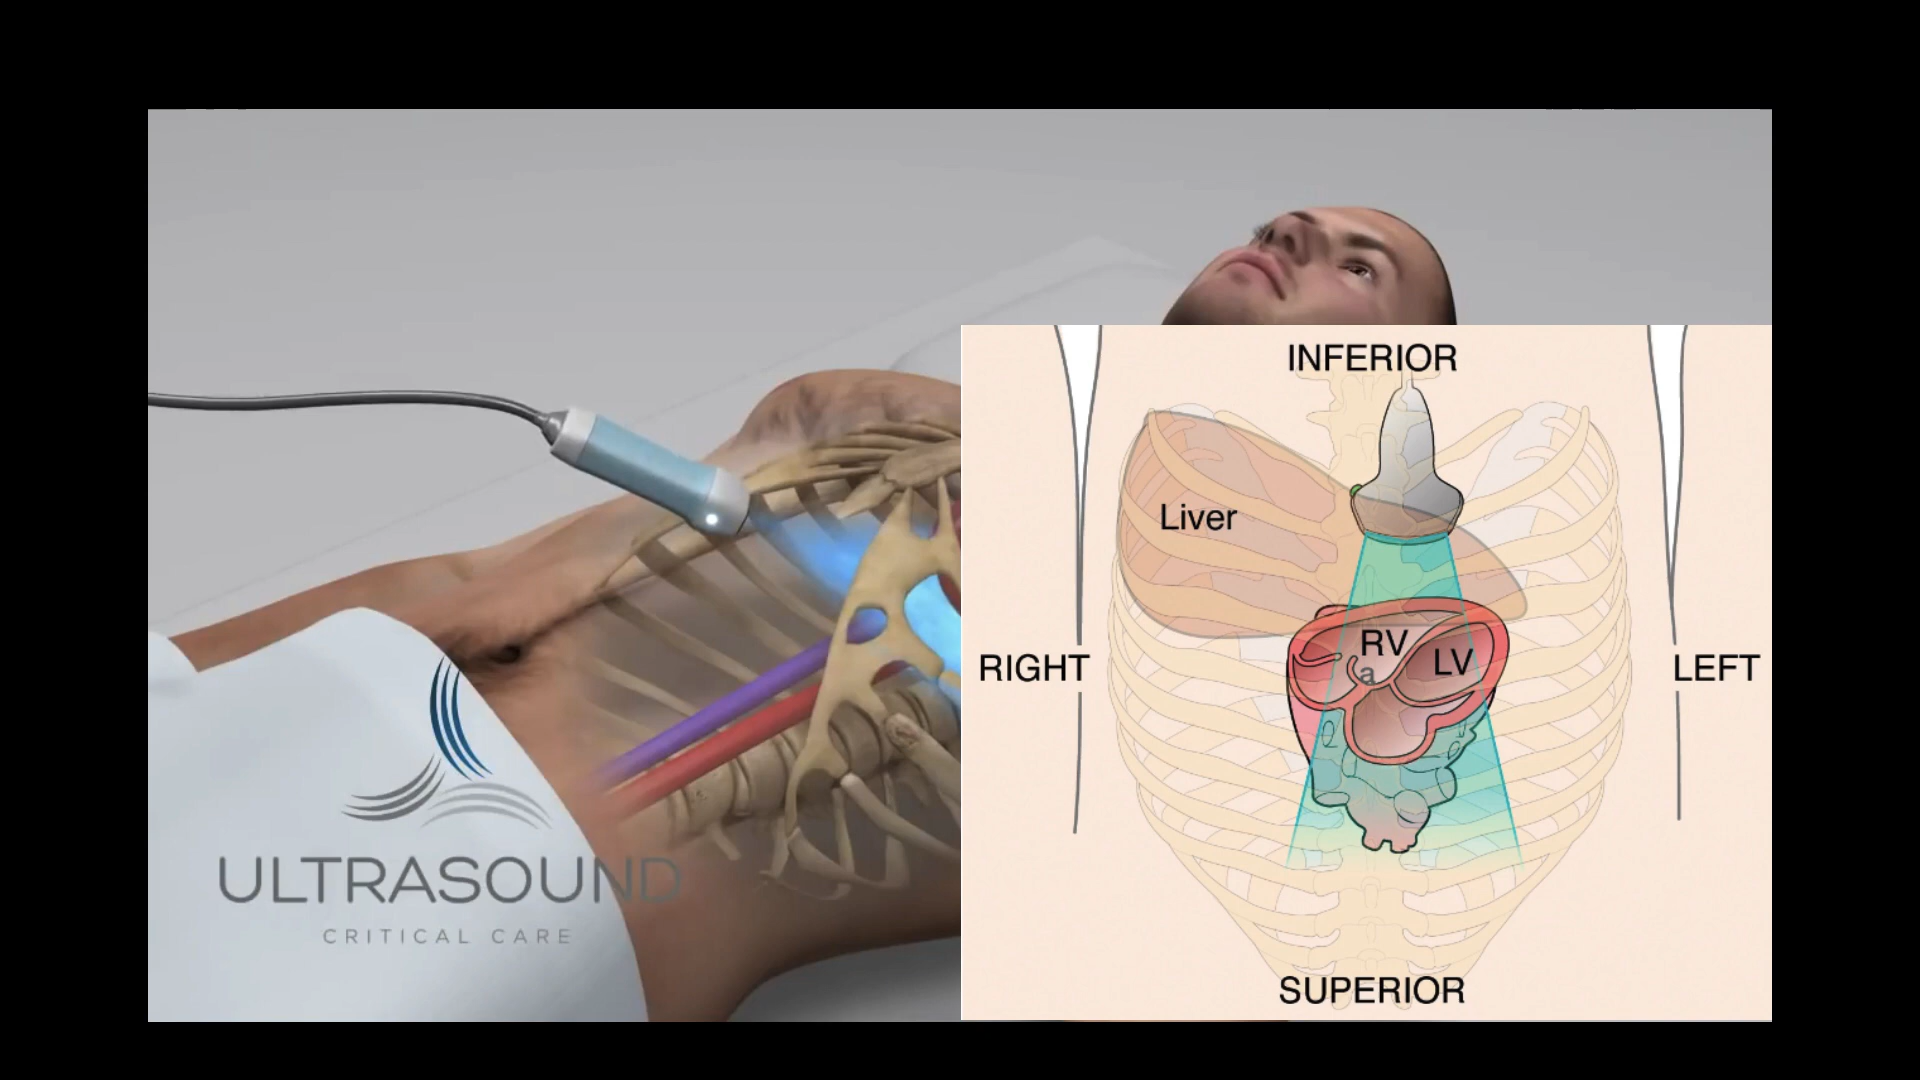 INFERIOR
Liver
RV
LV
a
RIGHT
LEFT
ULTRASOUND
CRITICAL CARE
SUPERIOR